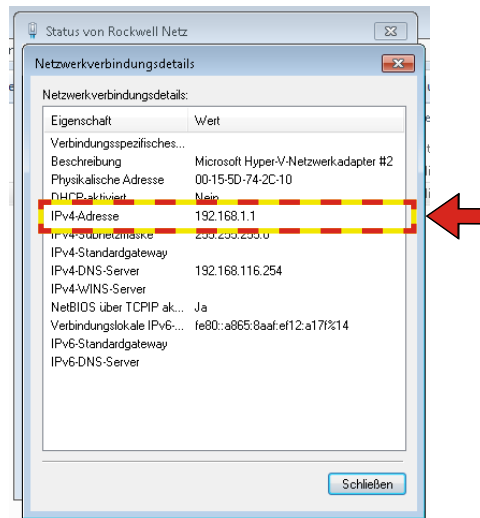 Status von Rockwell Netz
Netzwerkverbindungsdetails
Netzwerkverbindungsdetails:
Eigenschaft Wert
Verbindungsspezifisches...
Beschreibung Microsoft Hyper-V-Netzwerkadapter #2
Physikalische Adresse 00-15-5D-74-2C-10
DHCP-aktiviert Nein
IPv4-Adresse 192.168.1.1
IPv4-Subnetzmaske 255.255.255.0
IPv4-Standardgateway
IPv4-DNS-Server 192.168.116.254
IPv4-WINS-Server
NetBIOS über TCPIP ak... Ja
Verbindungslokale IPv6-... fe80::a865:8aaf:ef12:a17f%14
IPv6-Standardgateway
IPv6-DNS-Server
Schließen